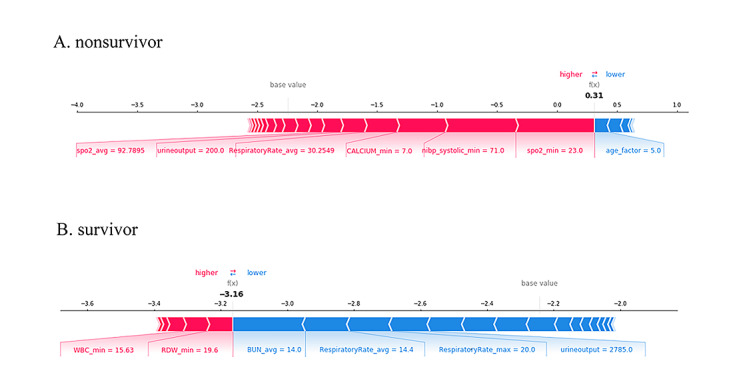 A. nonsurvivor
higher ⇄ lower
base value f(x)
0.31
−4.0 −3.5 −3.0 −2.5 −2.0 −1.5 −1.0 −0.5 0.0 0.5 1.0
spo2_avg = 92.7895 urineoutput = 200.0 RespiratoryRate_avg = 30.2549 CALCIUM_min = 7.0 nibp_systolic_min = 71.0 spo2_min = 23.0 age_factor = 5.0
B. survivor
higher ⇄ lower
f(x) base value
−3.16
−3.6 −3.4 −3.2 −3.0 −2.8 −2.6 −2.4 −2.2 −2.0
WBC_min = 15.63 RDW_min = 19.6 BUN_avg = 14.0 RespiratoryRate_avg = 14.4 RespiratoryRate_max = 20.0 urineoutput = 2785.0